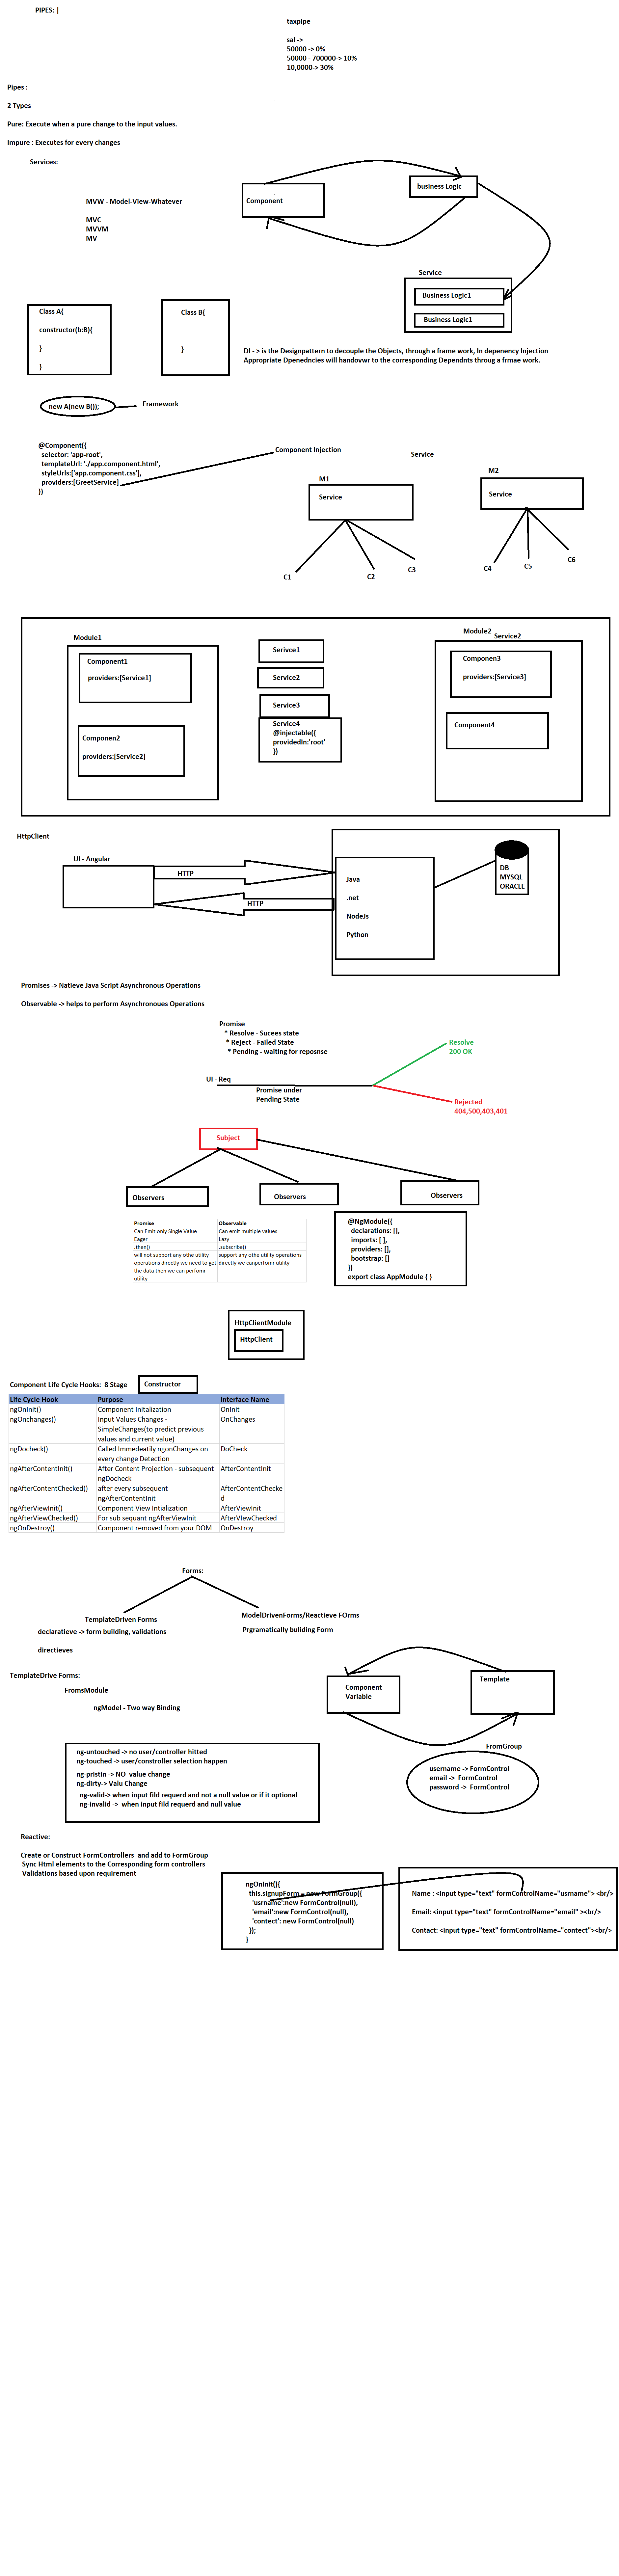 PIPES: |
taxpipe
sal ->
50000 -> 0%
50000 - 700000-> 10%
10,0000-> 30%
Pipes :
2 Types
Pure: Execute when a pure change to the input values.
Impure : Executes for every changes
Services:
MVW - Model-View-Whatever
MVC
MVVM
MV
Component
business Logic
Service
Business Logic1
Business Logic1
Class A{
constructor(b:B){
}
}
Class B{
}
DI - > is the Designpattern to decouple the Objects, through a frame work, In depenency Injection
Appropriate Dpenedncies will handovwr to the corresponding Dependnts throug a frmae work.
new A(new B());
Framework
@Component({
selector: 'app-root',
templateUrl: './app.component.html',
styleUrls:['app.component.css'],
providers:[GreetService]
})
Component Injection
Service
M1
Service
C1
C2
C3
M2
Service
C4
C5
C6
Module1
Component1
providers:[Service1]
Componen2
providers:[Service2]
Serivce1
Service2
Service3
Service4
@injectable({
providedIn:'root'
})
Module2
Service2
Componen3
providers:[Service3]
Component4
HttpClient
UI - Angular
HTTP
HTTP
Java
.net
NodeJs
Python
DB
MYSQL
ORACLE
Promises -> Natieve Java Script Asynchronous Operations
Observable -> helps to perform Asynchronoues Operations
Promise
* Resolve - Sucees state
* Reject - Failed State
* Pending - waiting for reposnse
UI - Req
Promise under
Pending State
Resolve
200 OK
Rejected
404,500,403,401
Subject
Observers
Observers
Observers
Promise Observable
Can Emit only Single Value Can emit multiple values
Eager Lazy
.then() .subscribe()
will not support any othe utility support any othe utility operations
operations directly we need to get directly we canperfomr utility
the data then we can perfomr
utility
@NgModule({
declarations: [],
imports: [ ],
providers: [],
bootstrap: []
})
export class AppModule { }
HttpClientModule
HttpClient
Component Life Cycle Hooks: 8 Stage
Constructor
Life Cycle Hook Purpose Interface Name
ngOnInit() Component Initalization OnInit
ngOnchanges() Input Values Changes - OnChanges
SimpleChanges(to predict previous
values and current value)
ngDocheck() Called Immedeatily ngonChanges on DoCheck
every change Detection
ngAfterContentInit() After Content Projection - subsequent AfterContentInit
ngDocheck
ngAfterContentChecked() after every subsequent AfterContentChecke
ngAfterContentInit d
ngAfterViewInit() Component View Intialization AfterViewInit
ngAfterViewChecked() For sub sequant ngAfterViewInit AfterVIewChecked
ngOnDestroy() Component removed from your DOM OnDestroy
Forms:
TemplateDriven Forms
declaratieve -> form building, validations
directieves
ModelDrivenForms/Reactieve FOrms
Prgramatically buliding Form
TemplateDrive Forms:
FromsModule
ngModel - Two way Binding
Component
Variable
Template
ng-untouched -> no user/controller hitted
ng-touched -> user/constroller selection happen
ng-pristin -> NO value change
ng-dirty-> Valu Change
ng-valid-> when input fild requerd and not a null value or if it optional
ng-invalid -> when input fild requerd and null value
FromGroup
username -> FormControl
email -> FormControl
password -> FormControl
Reactive:
Create or Construct FormControllers and add to FormGroup
Sync Html elements to the Corresponding form controllers
Validations based upon requirement
ngOnInit(){
this.signupForm = new FormGroup({
'usrname':new FormControl(null),
'email':new FormControl(null),
'contect': new FormControl(null)
});
}
Name : <input type="text" formControlName="usrname"> <br/>
Email: <input type="text" formControlName="email" ><br/>
Contact: <input type="text" formControlName="contect"><br/>